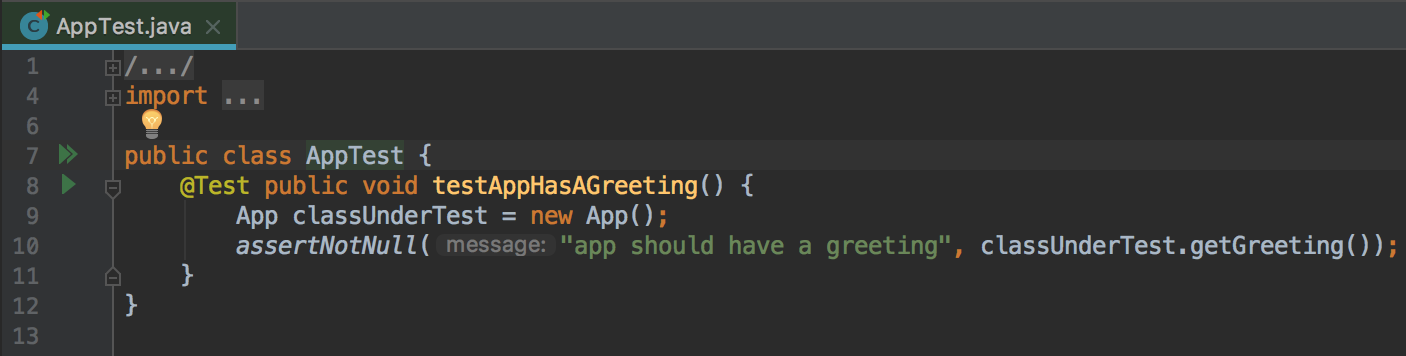 AppTest.java
1 /.../
4 import ...
6
7 public class AppTest {
8 @Test public void testAppHasAGreeting() {
9 App classUnderTest = new App();
10 assertNotNull( message: "app should have a greeting", classUnderTest.getGreeting());
11 }
12 }
13